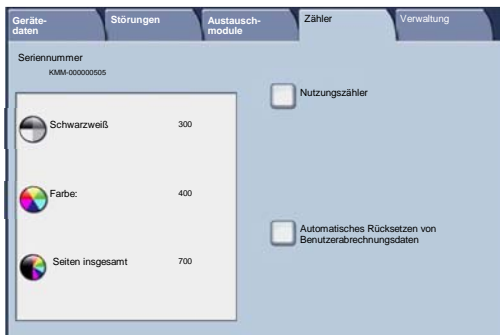 Geräte-
daten
Störungen
Austausch-
module
Zähler
Verwaltung
Seriennummer
KMM-000000505
Schwarzweiß 300
Farbe: 400
Seiten insgesamt 700
Nutzungszähler
Automatisches Rücksetzen von
Benutzerabrechnungsdaten